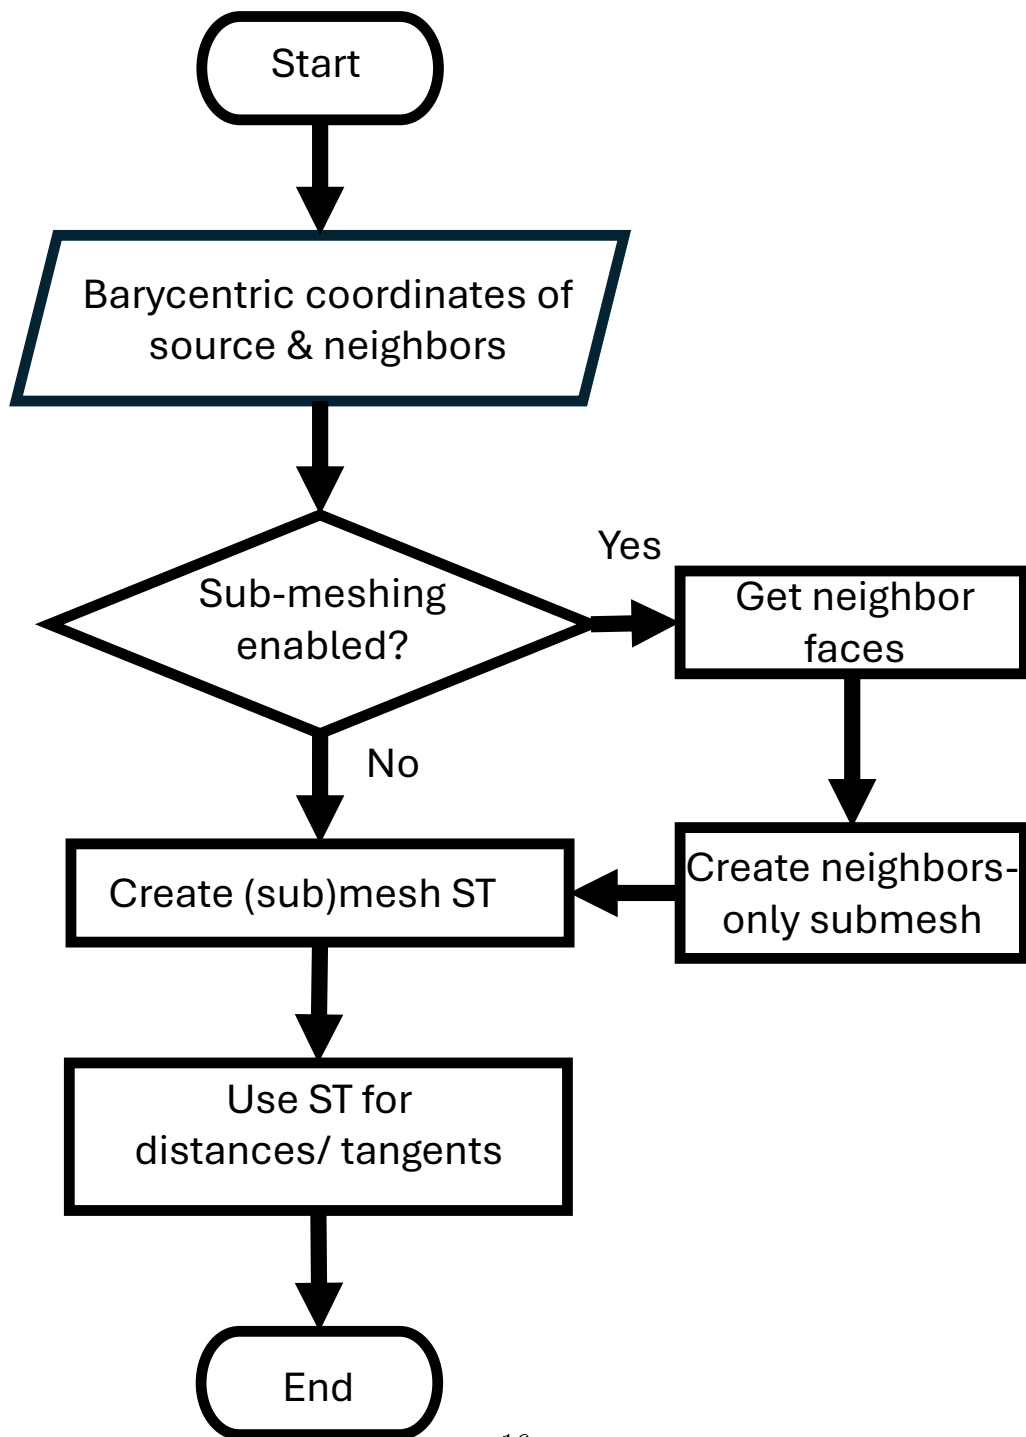 Start
Barycentric coordinates of
source & neighbors
Sub-meshing
enabled?
Yes
Get neighbor
faces
No
Create neighbors-
only submesh
Create (sub)mesh ST
Use ST for
distances/ tangents
End